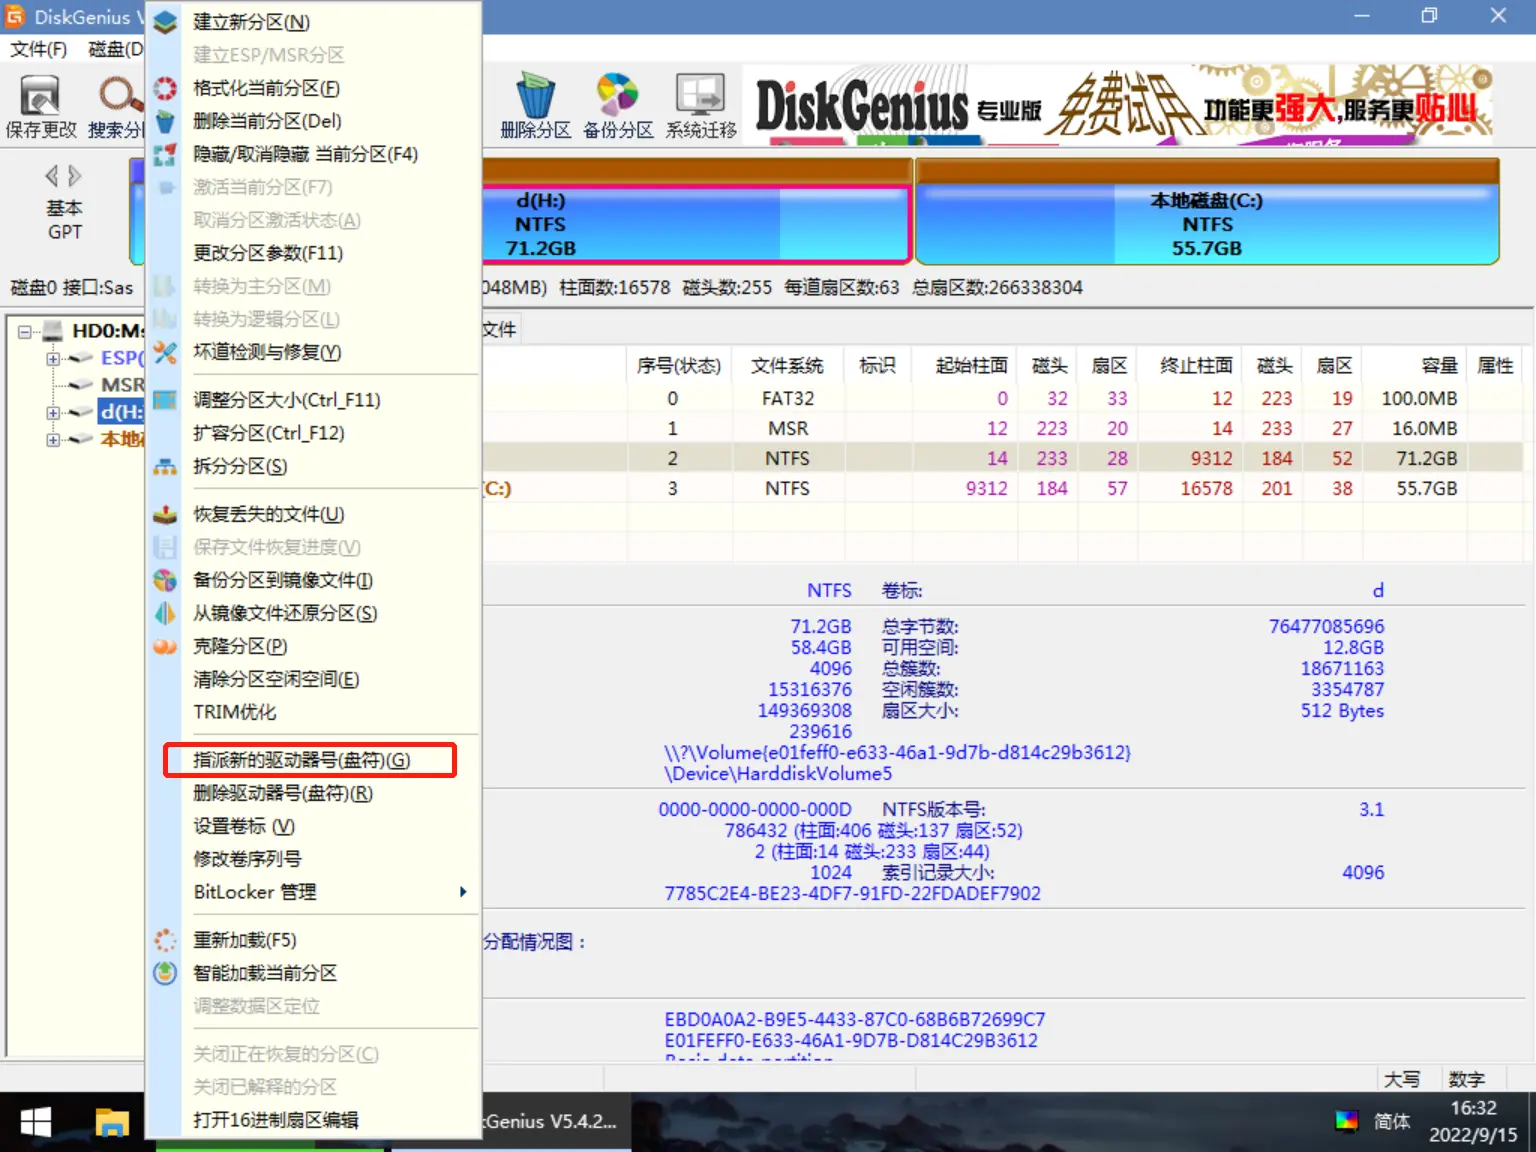 DiskGenius V
文件(F) 磁盘(D
保存更改 搜索分 删除分区 备份分区 系统迁移
DiskGenius 专业版 免费试用 功能更强大,服务更贴心
基本
GPT
d(H:)
NTFS
71.2GB
本地磁盘(C:)
NTFS
55.7GB
磁盘0 接口:Sas
048MB) 柱面数:16578 磁头数:255 每道扇区数:63 总扇区数:266338304
HD0:Ms
ESP(
MSR
d(H:
本地
建立新分区(N)
建立ESP/MSR分区
格式化当前分区(F)
删除当前分区(Del)
隐藏/取消隐藏 当前分区(F4)
激活当前分区(F7)
取消分区激活状态(A)
更改分区参数(F11)
转换为主分区(M)
转换为逻辑分区(L)
坏道检测与修复(Y)
调整分区大小(Ctrl_F11)
扩容分区(Ctrl_F12)
拆分分区(S)
恢复丢失的文件(U)
保存文件恢复进度(V)
备份分区到镜像文件(I)
从镜像文件还原分区(S)
克隆分区(P)
清除分区空闲空间(E)
TRIM优化
指派新的驱动器号(盘符)(G)
删除驱动器号(盘符)(R)
设置卷标 (V)
修改卷序列号
BitLocker 管理
重新加载(F5)
智能加载当前分区
调整数据区定位
关闭正在恢复的分区(C)
关闭已解释的分区
打开16进制扇区编辑
文件
序号(状态) 文件系统 标识 起始柱面 磁头 扇区 终止柱面 磁头 扇区 容量 属性
0 FAT32 0 32 33 12 223 19 100.0MB
1 MSR 12 223 20 14 233 27 16.0MB
2 NTFS 14 233 28 9312 184 52 71.2GB
(C:) 3 NTFS 9312 184 57 16578 201 38 55.7GB
NTFS 卷标: d
71.2GB 总字节数: 76477085696
58.4GB 可用空间: 12.8GB
4096 总簇数: 18671163
15316376 空闲簇数: 3354787
149369308 扇区大小: 512 Bytes
239616
\\?\Volume{e01feff0-e633-46a1-9d7b-d814c29b3612}
\Device\HarddiskVolume5
0000-0000-0000-000D NTFS版本号: 3.1
786432 (柱面:406 磁头:137 扇区:52)
2 (柱面:14 磁头:233 扇区:44)
1024 索引记录大小: 4096
7785C2E4-BE23-4DF7-91FD-22FDADEF7902
分配情况图：
EBD0A0A2-B9E5-4433-87C0-68B6B72699C7
E01FEFF0-E633-46A1-9D7B-D814C29B3612
Basic data partition
大写 数字
kGenius V5.4.2...
简体
16:32
2022/9/15